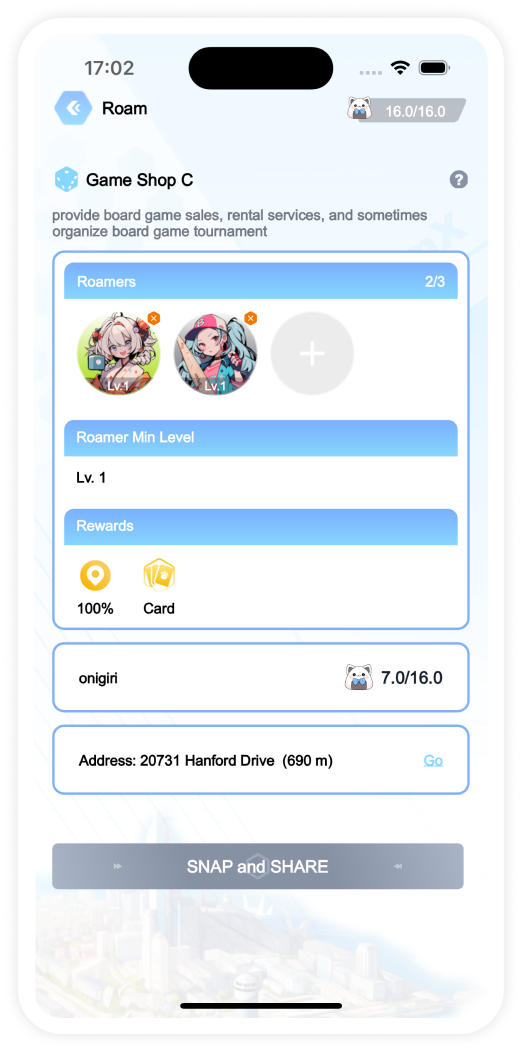 17:02
Roam
16.0/16.0
Game Shop C
?
provide board game sales, rental services, and sometimes
organize board game tournament
Roamers 2/3
Lv.1 Lv.1
Roamer Min Level
Lv. 1
Rewards
100% Card
onigiri 7.0/16.0
Address: 20731 Hanford Drive (690 m) Go
SNAP and SHARE